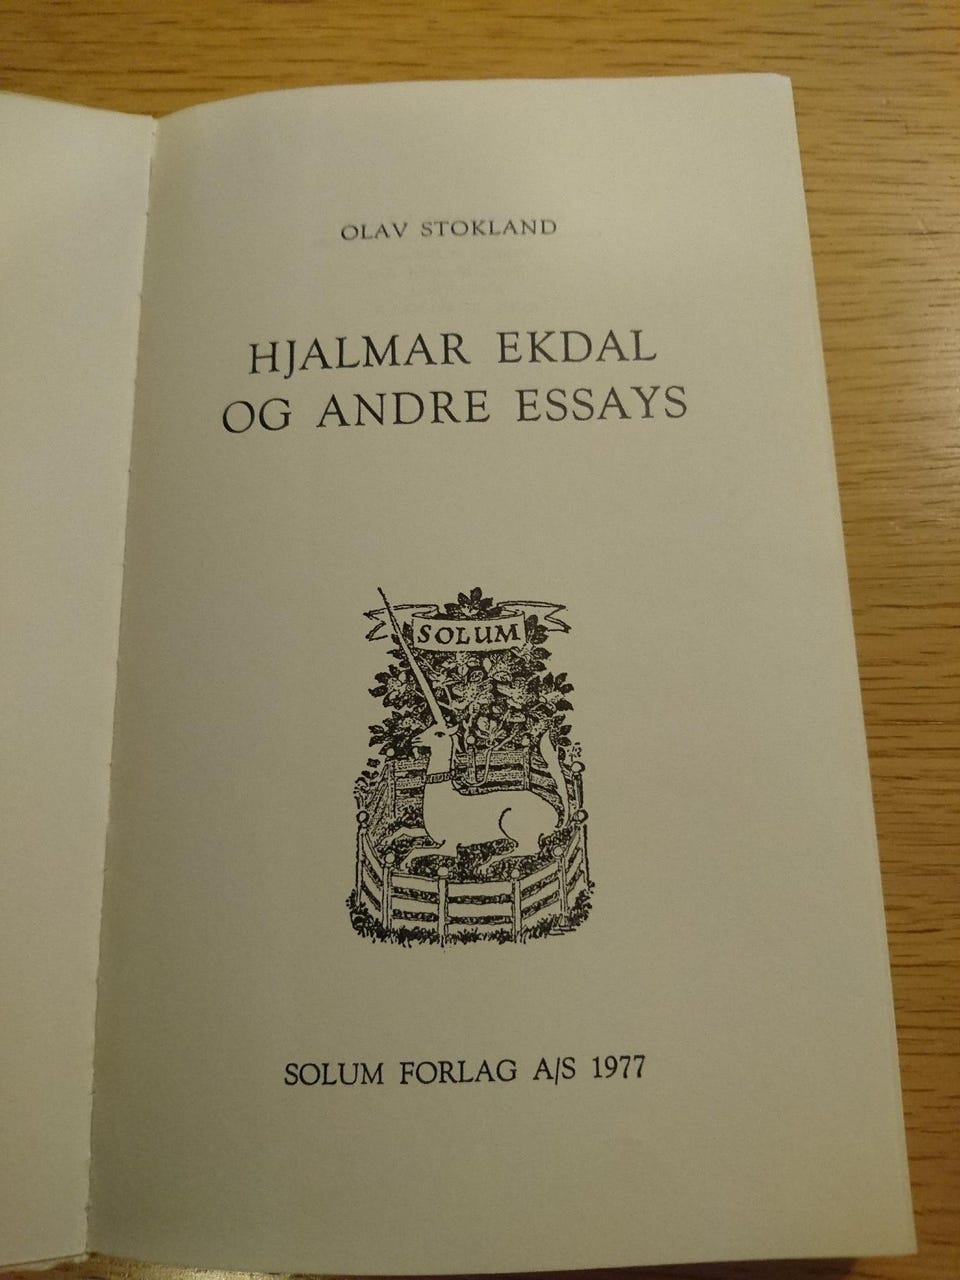 OLAV STOKLAND
HJALMAR EKDAL
OG ANDRE ESSAYS
SOLUM
SOLUM FORLAG A/S 1977